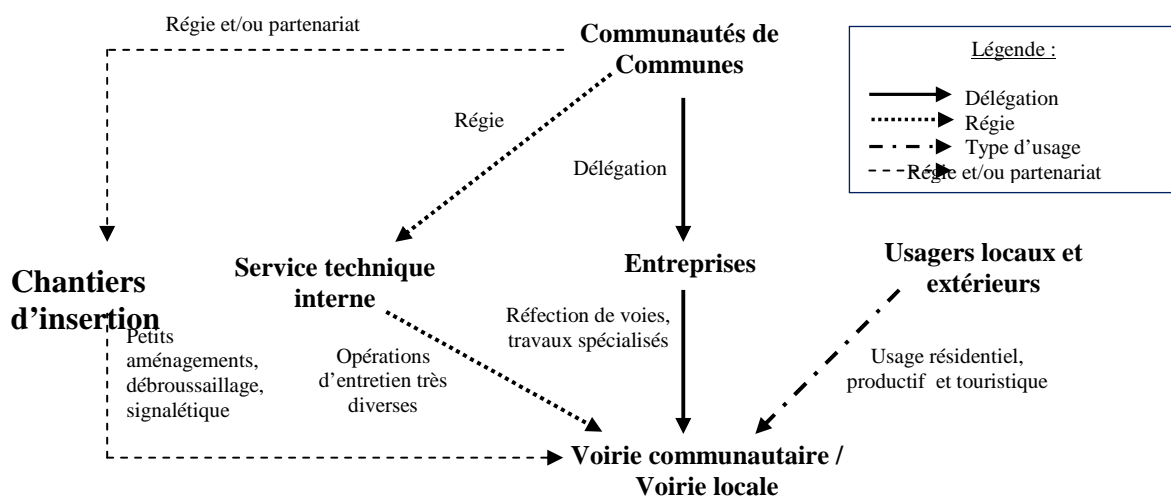 Régie et/ou partenariat
Communautés de
Communes
Légende :
Délégation
Régie
Type d'usage
Régie et/ou partenariat
Régie
Délégation
Chantiers
d'insertion
Service technique
interne
Entreprises
Usagers locaux et
extérieurs
Petits
aménagements,
débroussaillage,
signalétique
Opérations
d'entretien très
diverses
Réfection de voies,
travaux spécialisés
Usage résidentiel,
productif et touristique
Voirie communautaire /
Voirie locale